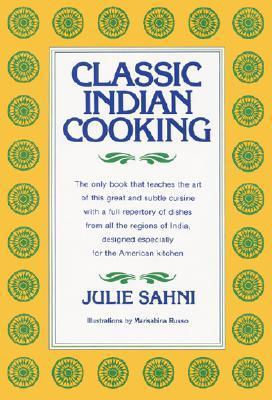 CLASSIC
INDIAN
COOKING
The only book that teaches the art
of this great and subtle cuisine
with a full repertory of dishes
from all the regions of India,
designed especially
for the American kitchen
JULIE SAHNI
Illustrations by Marisabina Russo